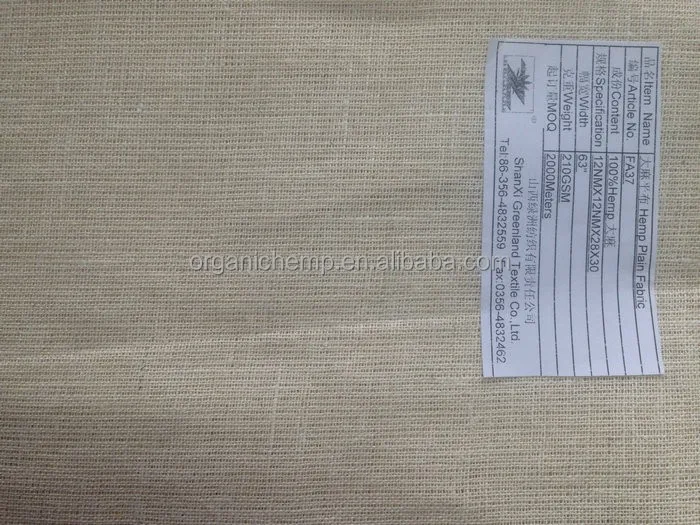 品名Item Name 大麻平布 Hemp Plain Fabric
编号Article No FA37
成份Content 100%Hemp 大麻
规格Specification 12NMX12NMX28X30
幅宽Width 63"
克重Weight 210GSM
起订量MOQ 2000Meters
山西绿洲纺织有限责任公司
ShanXi Greenland Textile Co.,Ltd.
Tel:86-356-4832559 Fax:0356-4832462
organichemp.en.alibaba.com